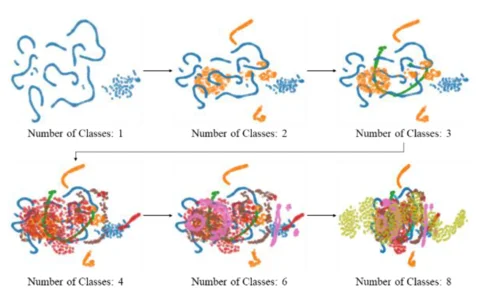 Number of Classes: 1
Number of Classes: 2
Number of Classes: 3
Number of Classes: 4
Number of Classes: 6
Number of Classes: 8